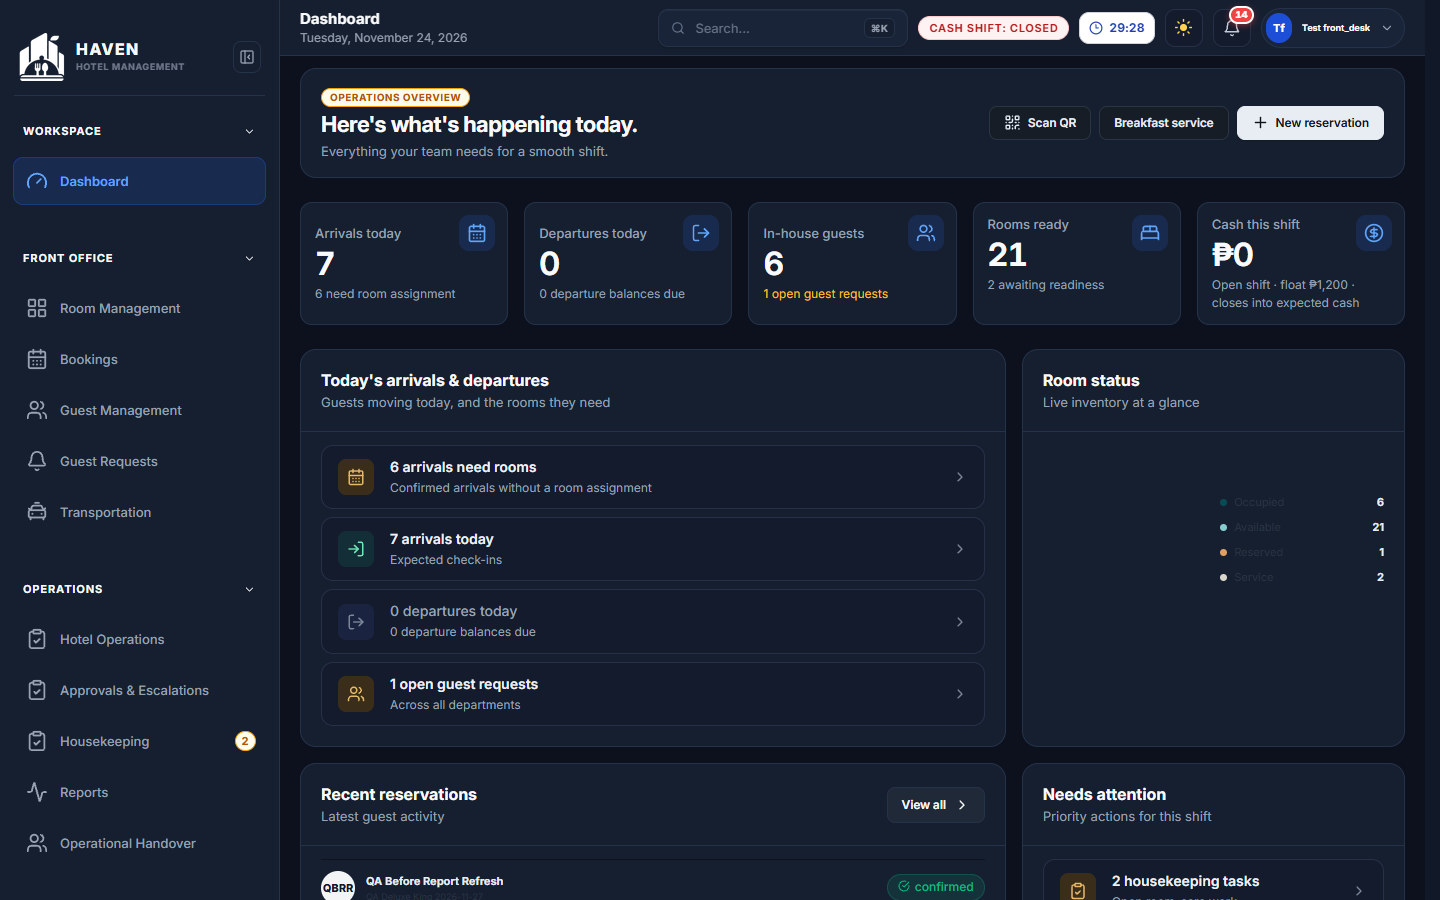 HAVEN
HOTEL MANAGEMENT
WORKSPACE
Dashboard
FRONT OFFICE
Room Management
Bookings
Guest Management
Guest Requests
Transportation
OPERATIONS
Hotel Operations
Approvals & Escalations
Housekeeping 2
Reports
Operational Handover
Dashboard
Tuesday, November 24, 2026
Search... ⌘K
CASH SHIFT: CLOSED
29:28
14
Tf Test front_desk
OPERATIONS OVERVIEW
Here's what's happening today.
Everything your team needs for a smooth shift.
Scan QR
Breakfast service
New reservation
Arrivals today
7
6 need room assignment
Departures today
0
0 departure balances due
In-house guests
6
1 open guest requests
Rooms ready
21
2 awaiting readiness
Cash this shift
₱0
Open shift · float ₱1,200 ·
closes into expected cash
Today's arrivals & departures
Guests moving today, and the rooms they need
6 arrivals need rooms
Confirmed arrivals without a room assignment
7 arrivals today
Expected check-ins
0 departures today
0 departure balances due
1 open guest requests
Across all departments
Room status
Live inventory at a glance
Occupied 6
Available 21
Reserved 1
Service 2
Recent reservations
Latest guest activity
View all
QBRR
QA Before Report Refresh
confirmed
Needs attention
Priority actions for this shift
2 housekeeping tasks